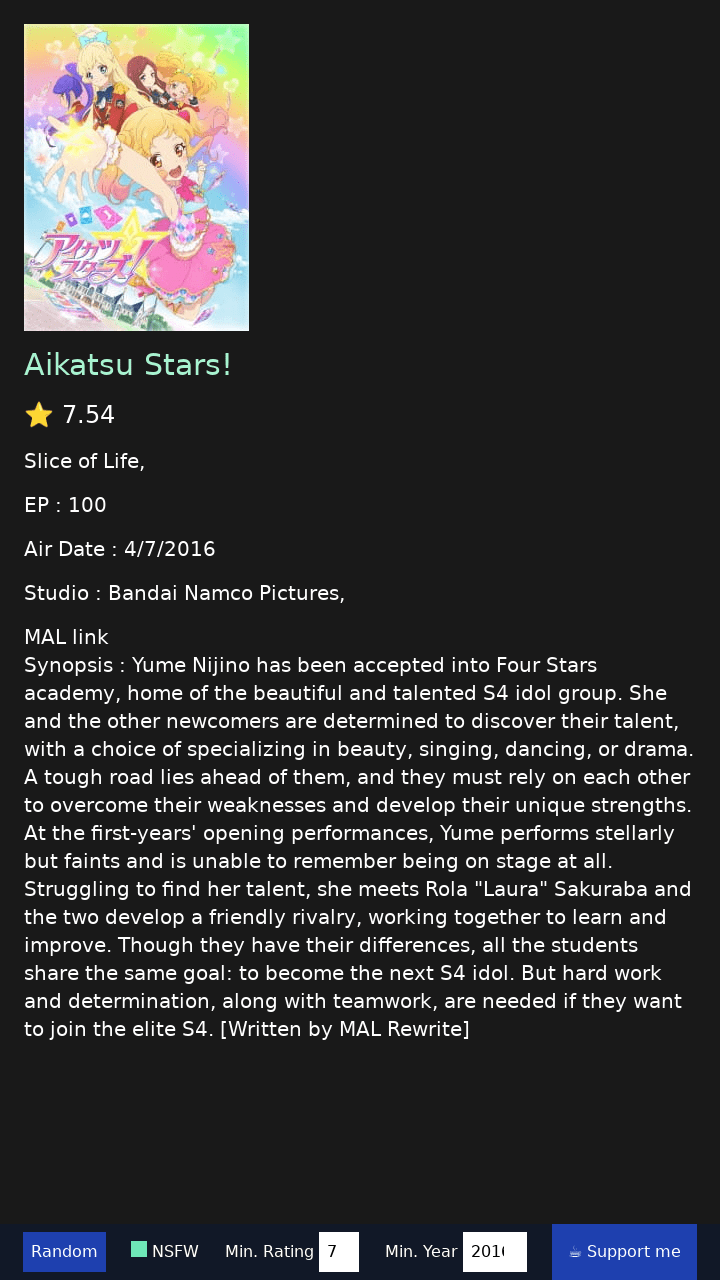 アイカツ
スターズ!
Aikatsu Stars!
⭐ 7.54
Slice of Life,
EP : 100
Air Date : 4/7/2016
Studio : Bandai Namco Pictures,
MAL link
Synopsis : Yume Nijino has been accepted into Four Stars
academy, home of the beautiful and talented S4 idol group. She
and the other newcomers are determined to discover their talent,
with a choice of specializing in beauty, singing, dancing, or drama.
A tough road lies ahead of them, and they must rely on each other
to overcome their weaknesses and develop their unique strengths.
At the first-years' opening performances, Yume performs stellarly
but faints and is unable to remember being on stage at all.
Struggling to find her talent, she meets Rola "Laura" Sakuraba and
the two develop a friendly rivalry, working together to learn and
improve. Though they have their differences, all the students
share the same goal: to become the next S4 idol. But hard work
and determination, along with teamwork, are needed if they want
to join the elite S4. [Written by MAL Rewrite]
Random NSFW Min. Rating 7 Min. Year 2016 ☕ Support me